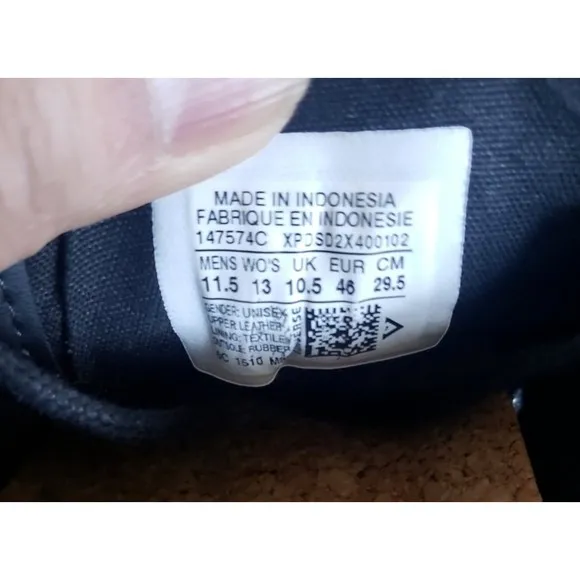 MADE IN INDONESIA
FABRIQUE EN INDONESIE
147574C XPDSD2X400102
MENS WO'S UK EUR CM
11.5 13 10.5 46 29.5
GENDER: UNISEX
UPPER LEATHER
LINING: TEXTILE
OUTSOLE: RUBBER
1510